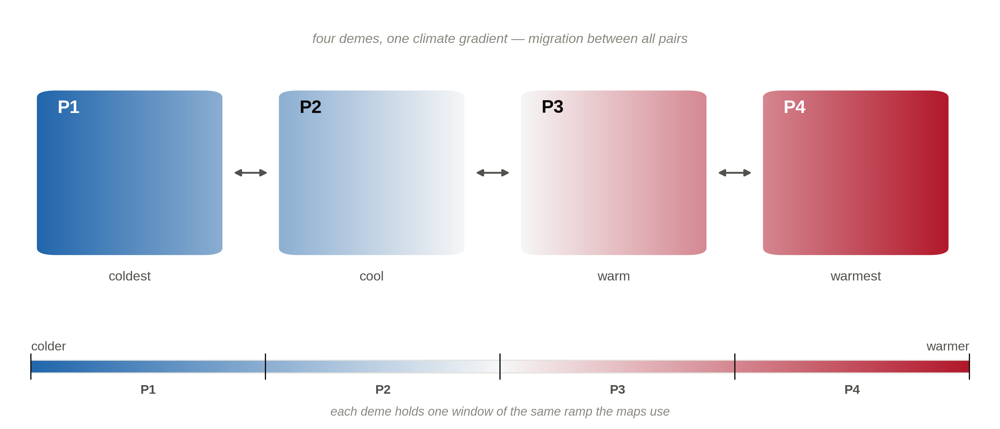 four demes, one climate gradient — migration between all pairs
P1 P2 P3 P4
coldest cool warm warmest
colder warmer
P1 P2 P3 P4
each deme holds one window of the same ramp the maps use